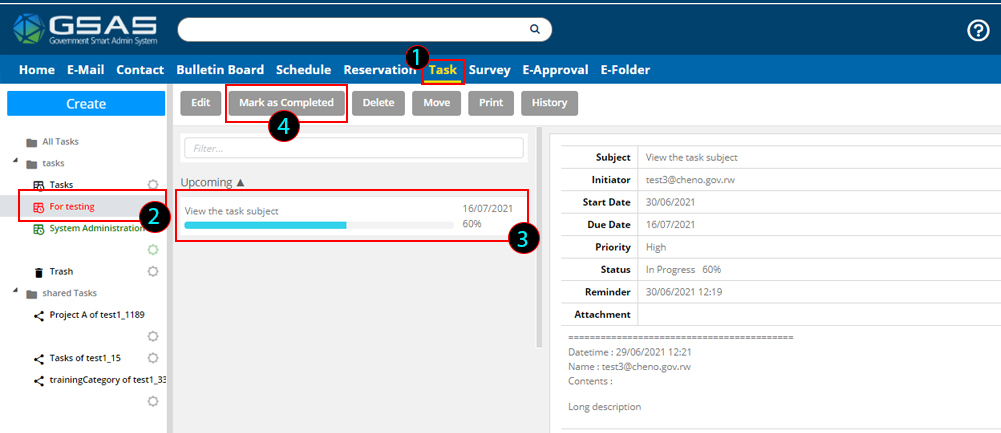 GSAS
Government Smart Admin System
?
1
Home E-Mail Contact Bulletin Board Schedule Reservation Task Survey E-Approval E-Folder
Create
Edit Mark as Completed Delete Move Print History
4
All Tasks
tasks
Tasks
For testing
2
System Administration
Trash
shared Tasks
Project A of test1_1189
Tasks of test1_15
trainingCategory of test1_33
Filter...
Upcoming ▲
View the task subject 16/07/2021
60%
3
Subject View the task subject
Initiator test3@cheno.gov.rw
Start Date 30/06/2021
Due Date 16/07/2021
Priority High
Status In Progress 60%
Reminder 30/06/2021 12:19
Attachment
=========================================
Datetime : 29/06/2021 12:21
Name : test3@cheno.gov.rw
Contents :
Long description